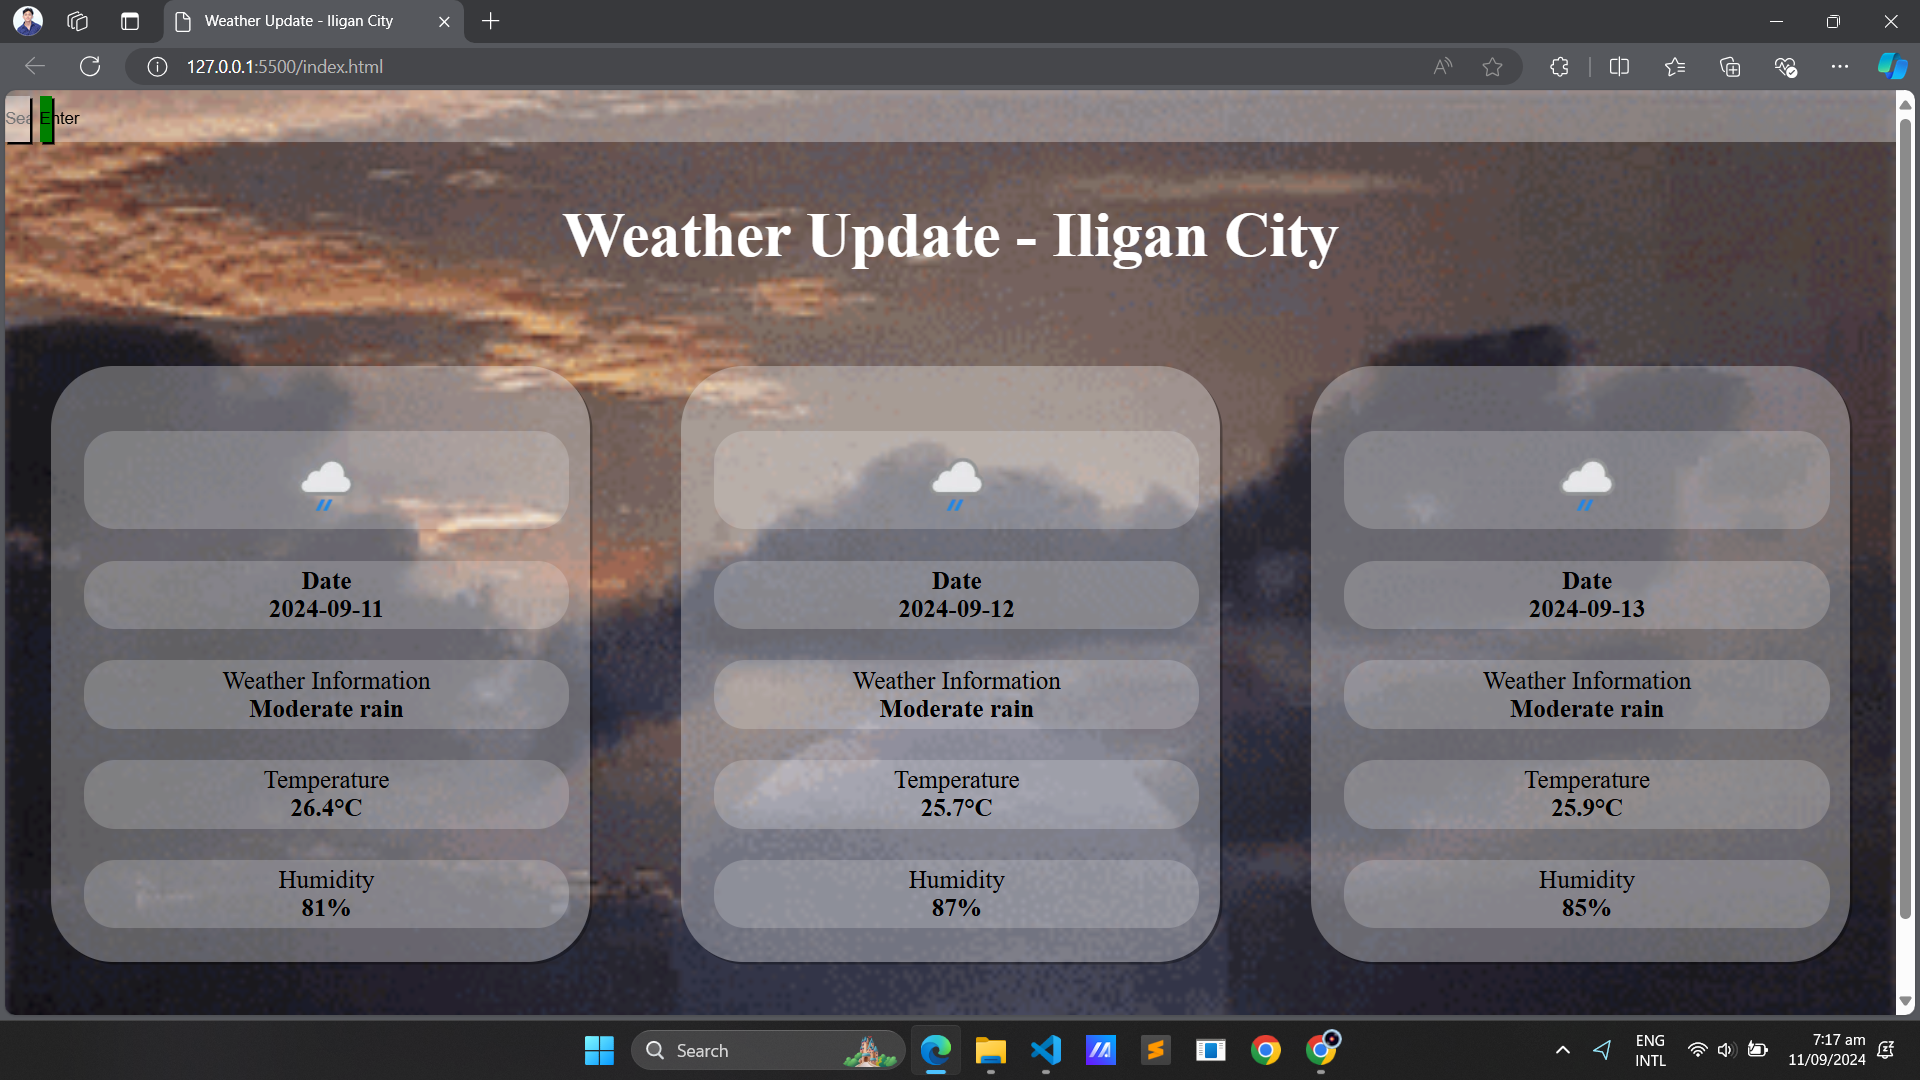 Weather Update - Iligan City
127.0.0.1:5500/index.html
Sea Enter
Weather Update - Iligan City
Date
2024-09-11
Weather Information
Moderate rain
Temperature
26.4°C
Humidity
81%
Date
2024-09-12
Weather Information
Moderate rain
Temperature
25.7°C
Humidity
87%
Date
2024-09-13
Weather Information
Moderate rain
Temperature
25.9°C
Humidity
85%
Search
ENG
INTL
7:17 am
11/09/2024